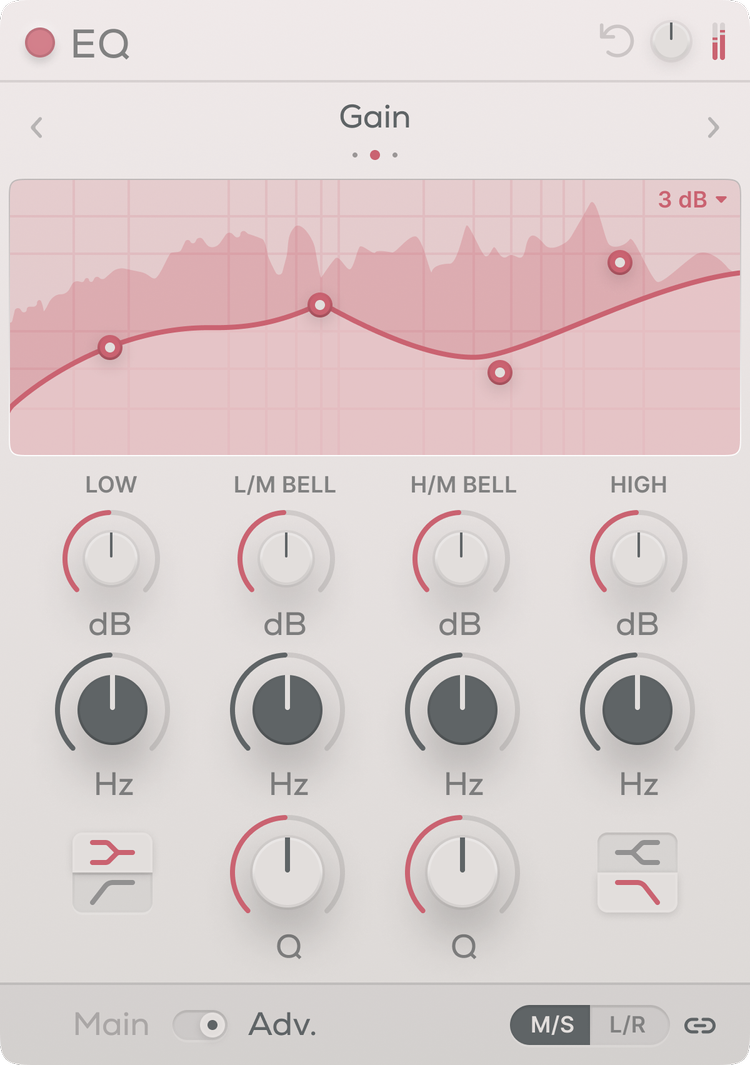 EQ
Gain
3 dB
LOW L/M BELL H/M BELL HIGH
dB dB dB dB
Hz Hz Hz Hz
Q Q
Main Adv. M/S L/R